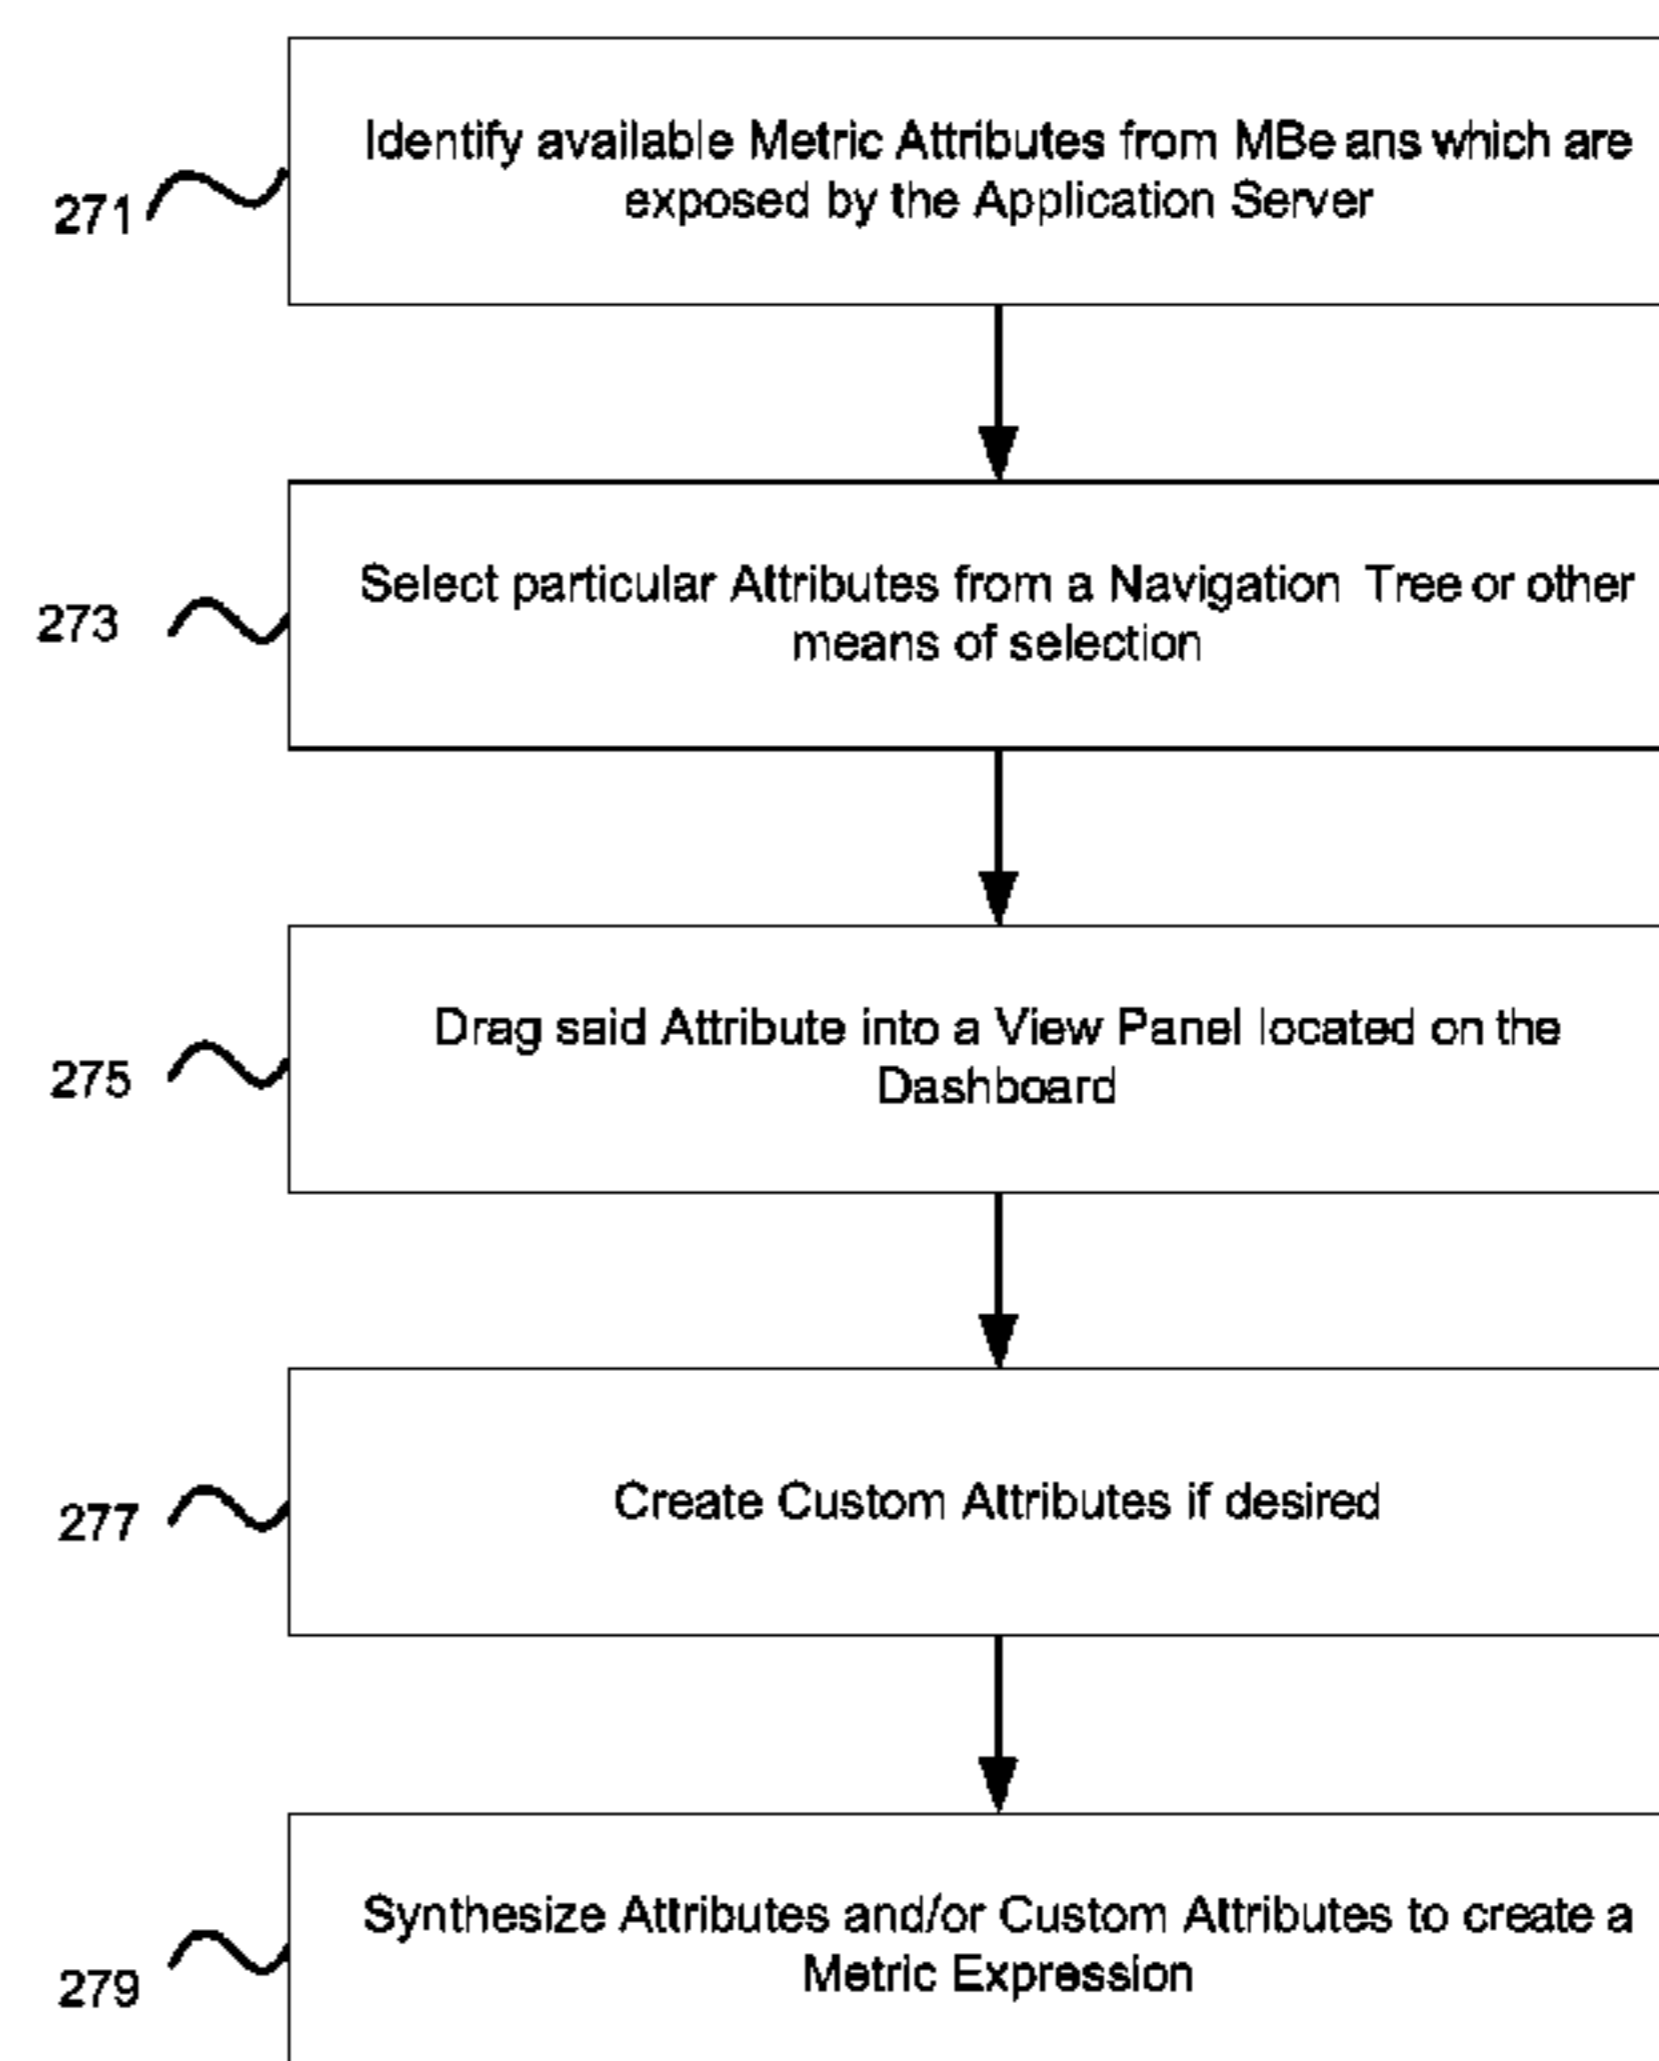 Identify available Metric Attributes from MBeans which are
exposed by the Application Server
271
Select particular Attributes from a Navigation Tree or other
means of selection
273
Drag said Attribute into a View Panel located on the
Dashboard
275
Create Custom Attributes if desired
277
Synthesize Attributes and/or Custom Attributes to create a
Metric Expression
279